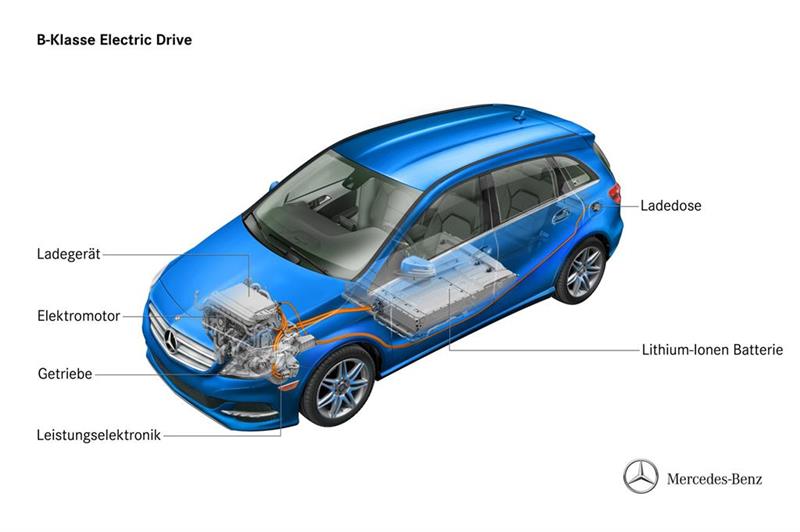 B-Klasse Electric Drive
Ladedose
Ladegerät
Elektromotor
Lithium-Ionen Batterie
Getriebe
Leistungselektronik
Mercedes-Benz